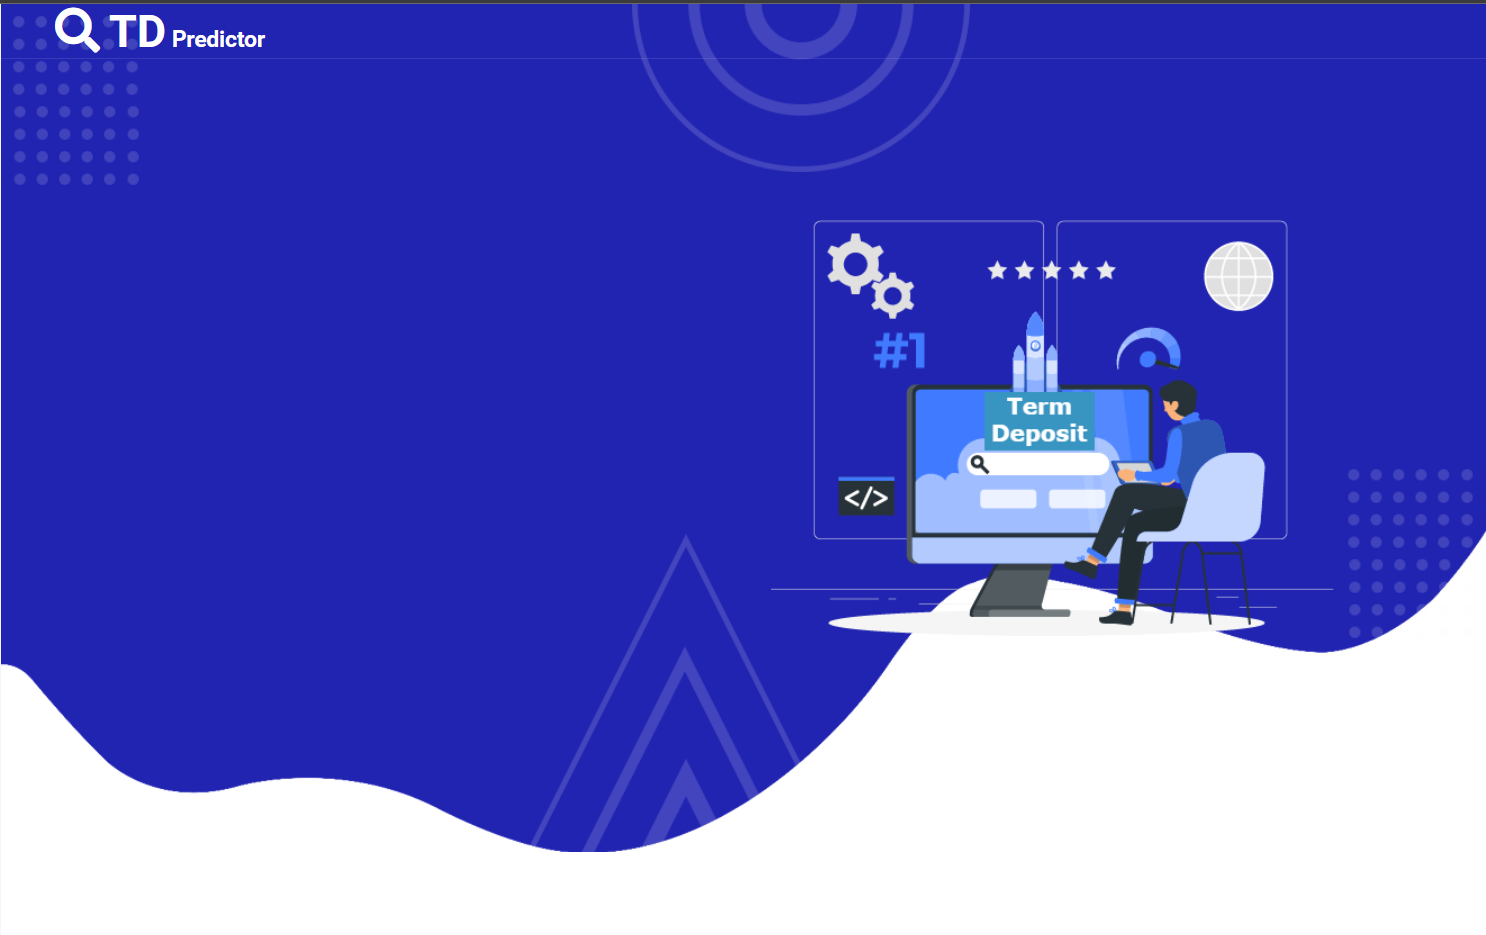 TD Predictor
#1
Term
Deposit
</>